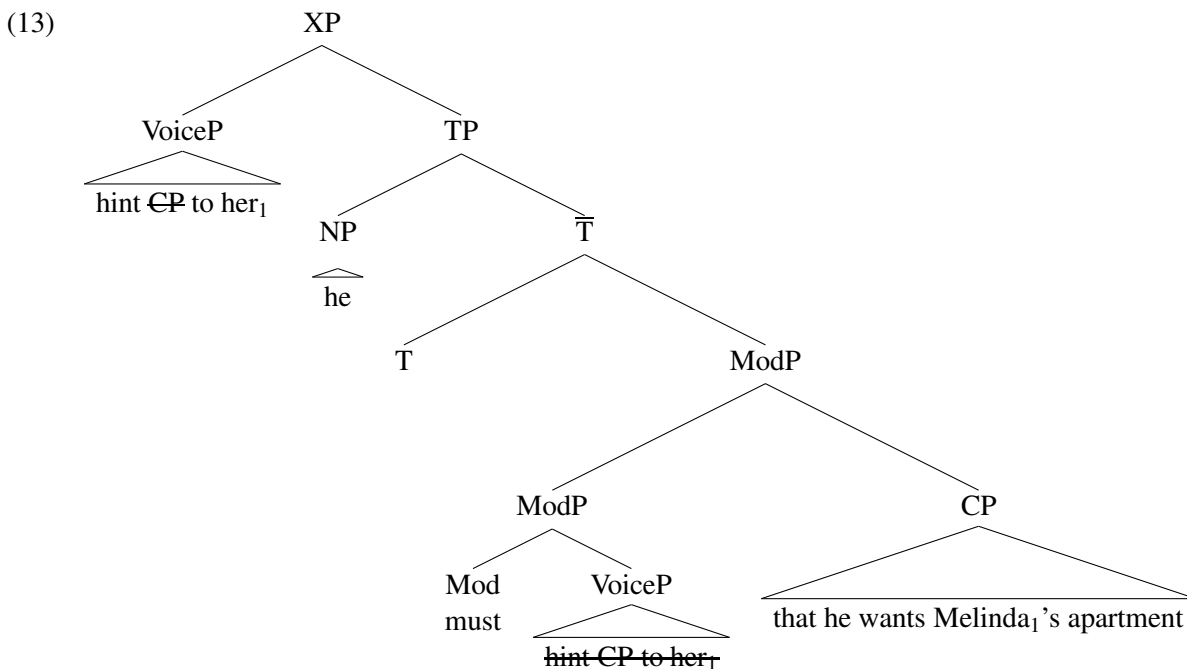 (13) XP
VoiceP TP
hint CP to her₁ NP T̿
he
T ModP
ModP CP
Mod VoiceP that he wants Melinda₁'s apartment
must hint CP to her₁